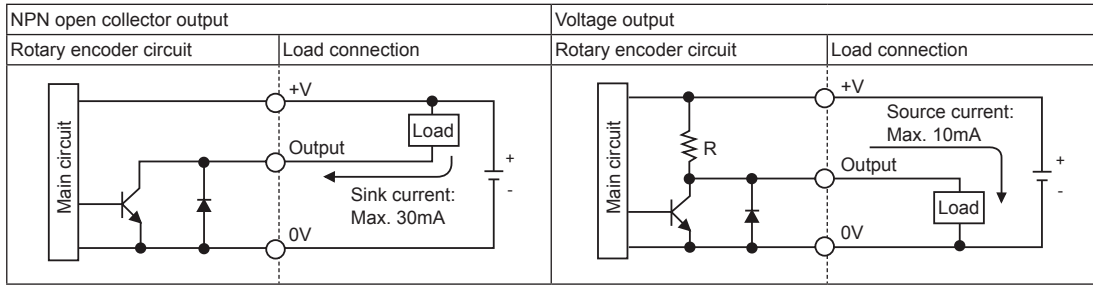 NPN open collector output
Voltage output
Rotary encoder circuit
Load connection
Rotary encoder circuit
Load connection
Main circuit
+V
Load
Output
+
-
Sink current:
Max. 30mA
0V
Main circuit
+V
Source current:
Max. 10mA
R
Output
+
-
Load
0V